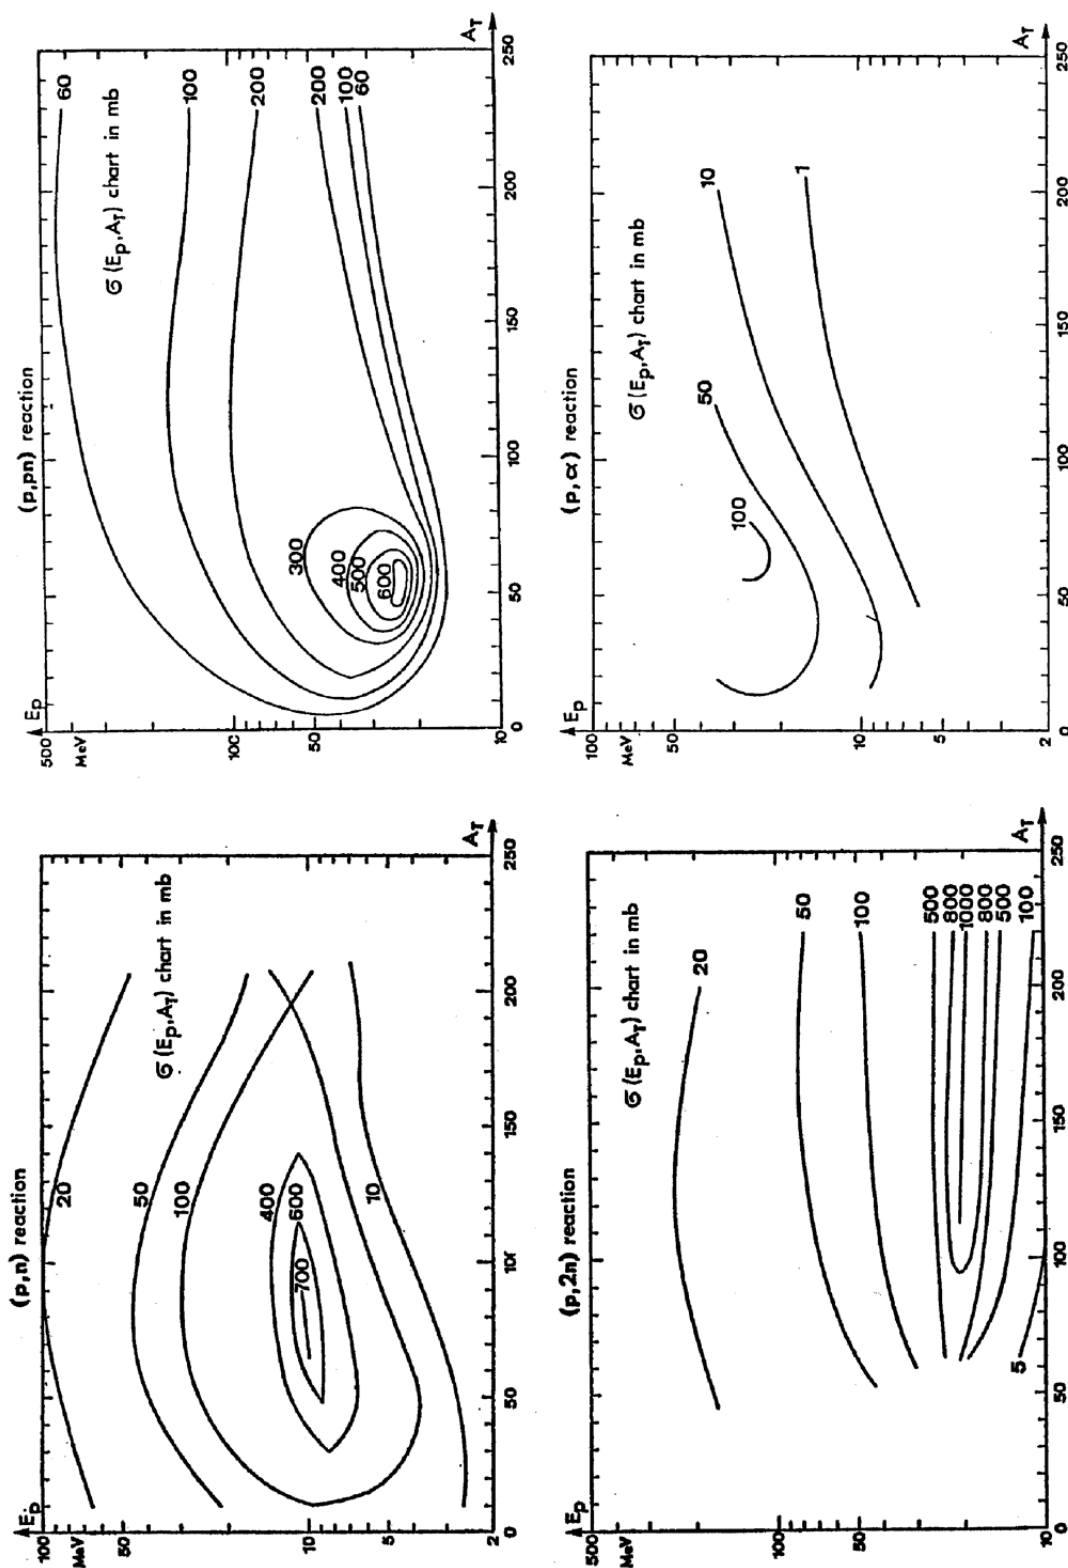 (p,n) reaction
Ep
100
MeV
50
10
2
σ (Ep,AT) chart in mb
20
50
100
400
600
700
10
0 50 100 150 200 250
AT
(p,pn) reaction
Ep
500
MeV
100
50
10
σ (Ep,AT) chart in mb
60
100
200
300
400
500
600
200
100
60
0 50 100 150 200 250
AT
(p,2n) reaction
Ep
500
MeV
100
50
10
σ (Ep,AT) chart in mb
20
50
100
500
800
1000
800
500
100
5
0 50 100 150 200 250
AT
(p,α) reaction
Ep
100
MeV
50
10
5
2
σ (Ep,AT) chart in mb
100
50
10
1
0 50 100 150 200 250
AT